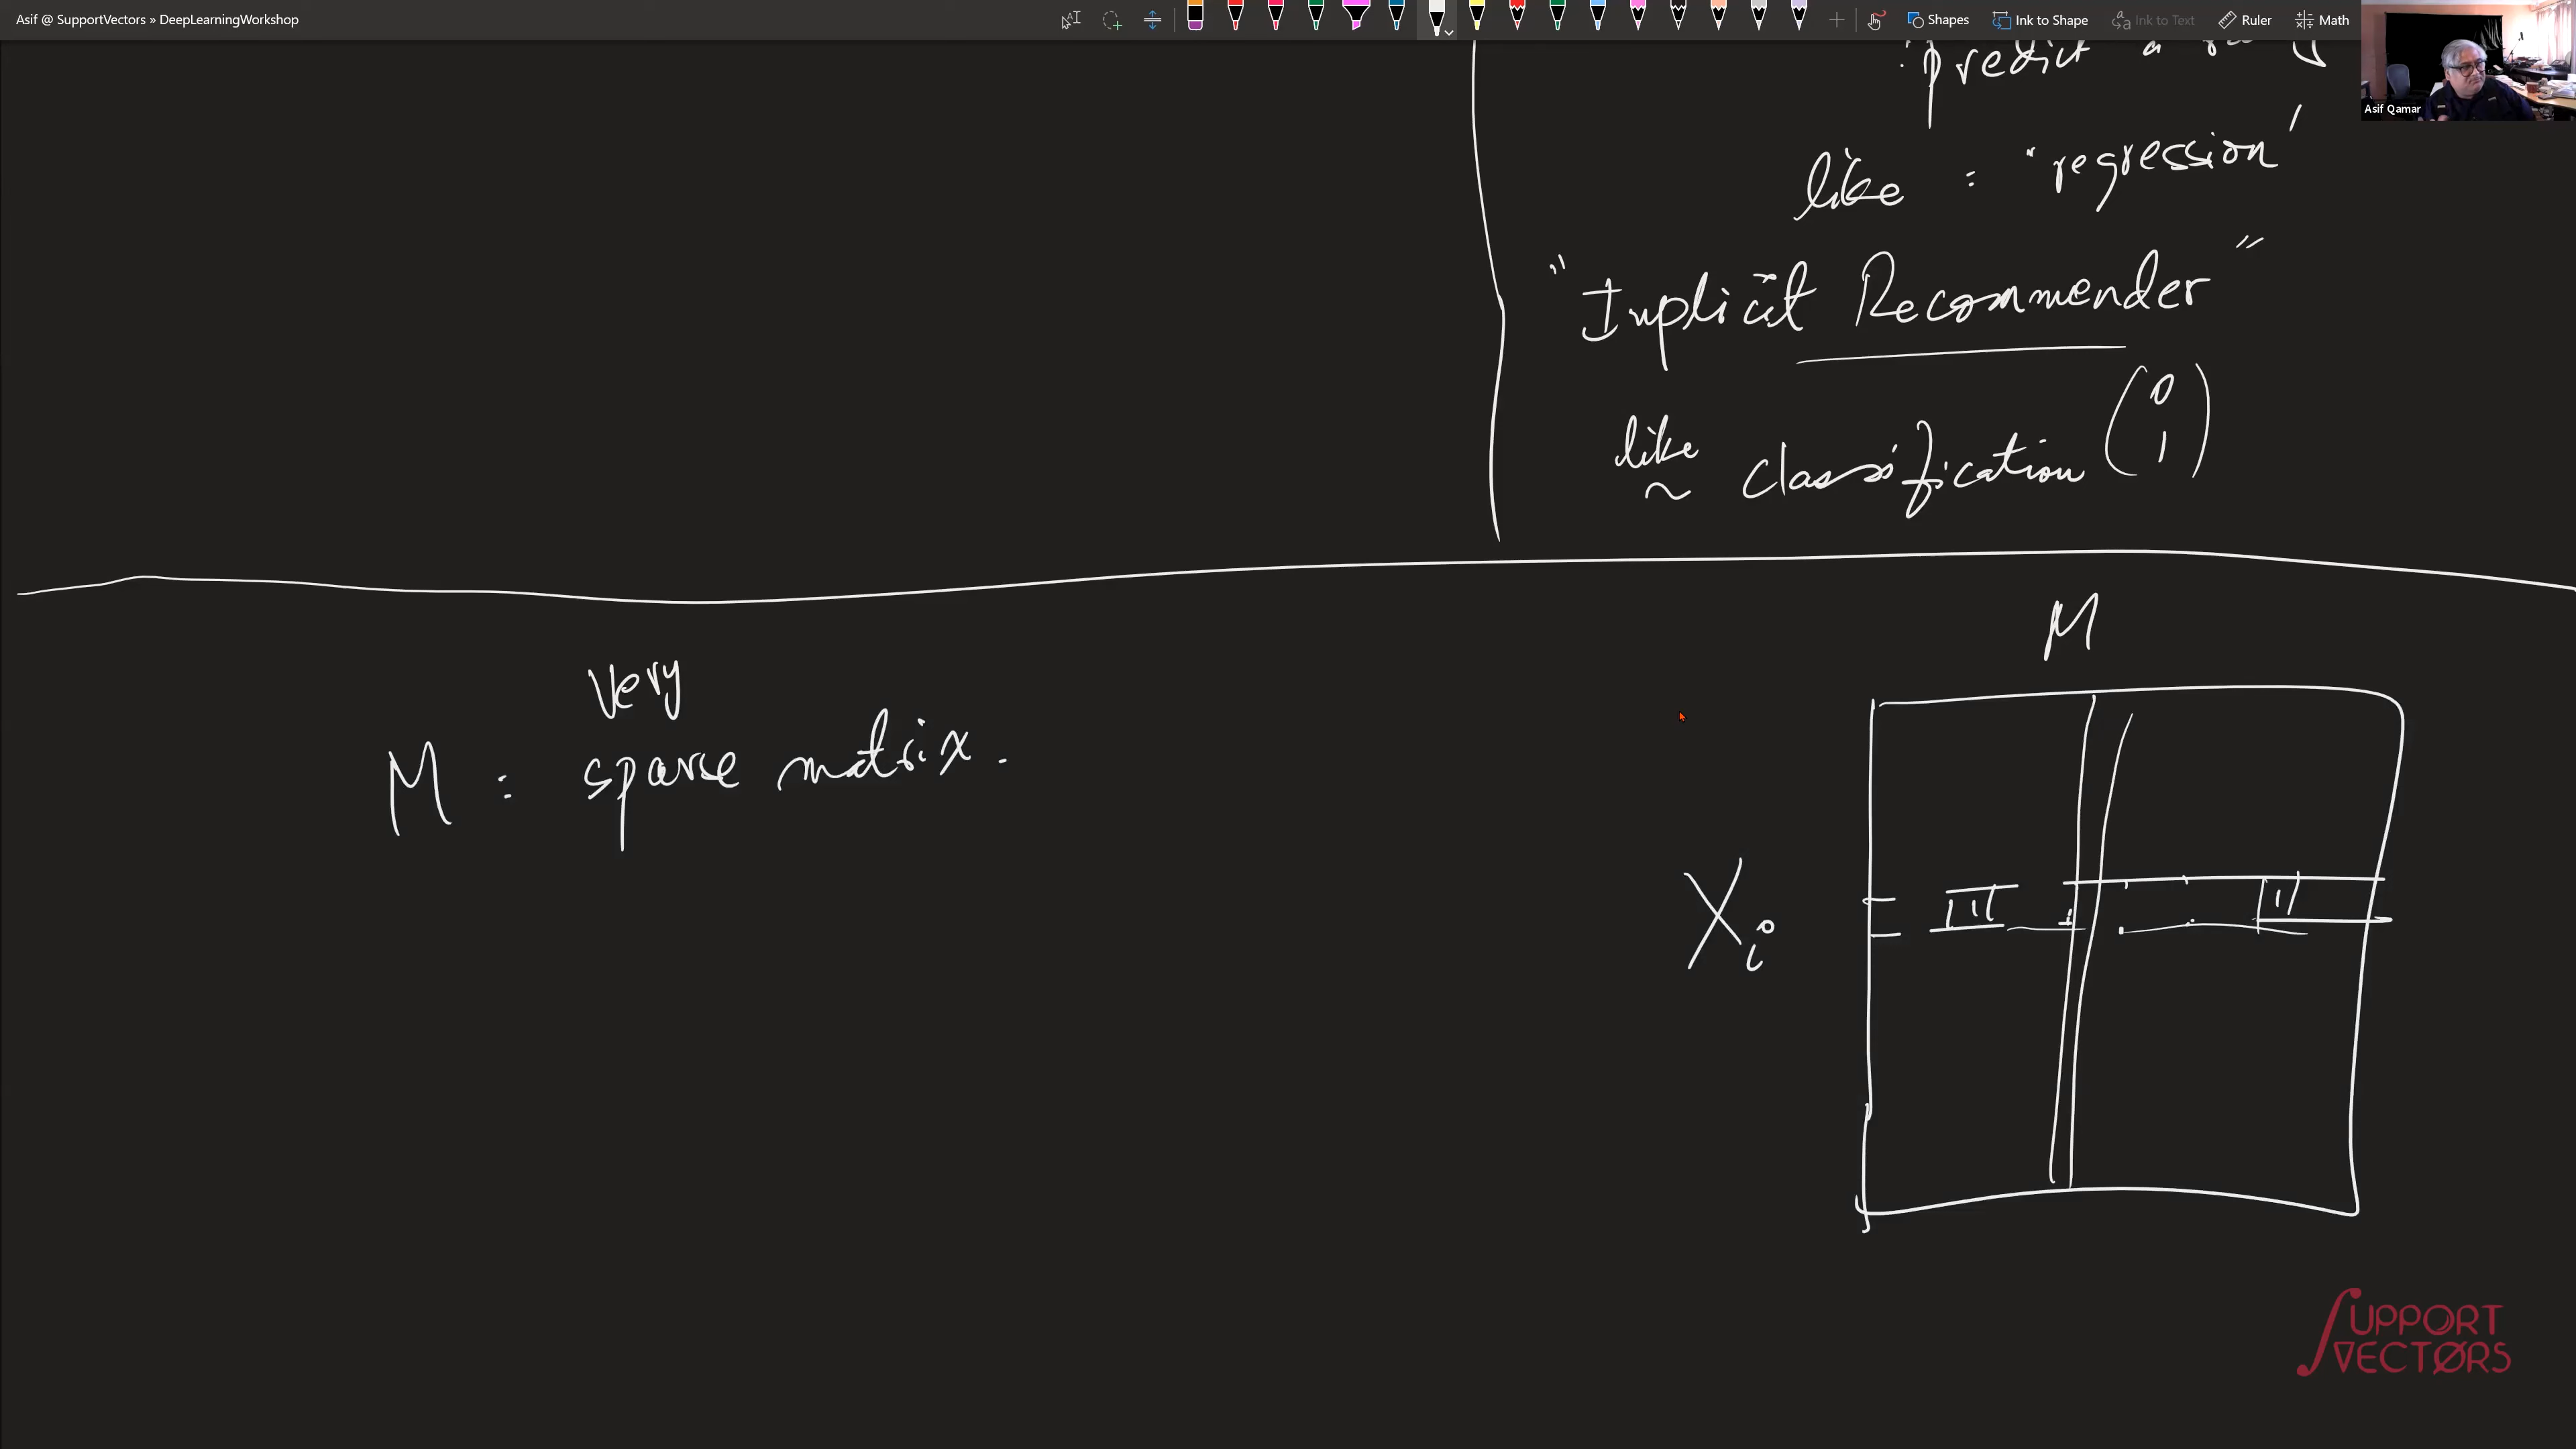 Asif @ SupportVectors » DeepLearningWorkshop
Shapes
Ink to Shape
Ink to Text
Ruler
Math
Asif Qamar
"predict a
like : "regression"
"Implicit Recommender"
like
~ classification (0
1)
M
Very
M : sparse matrix.
Xi
SUPPORT
VECTORS